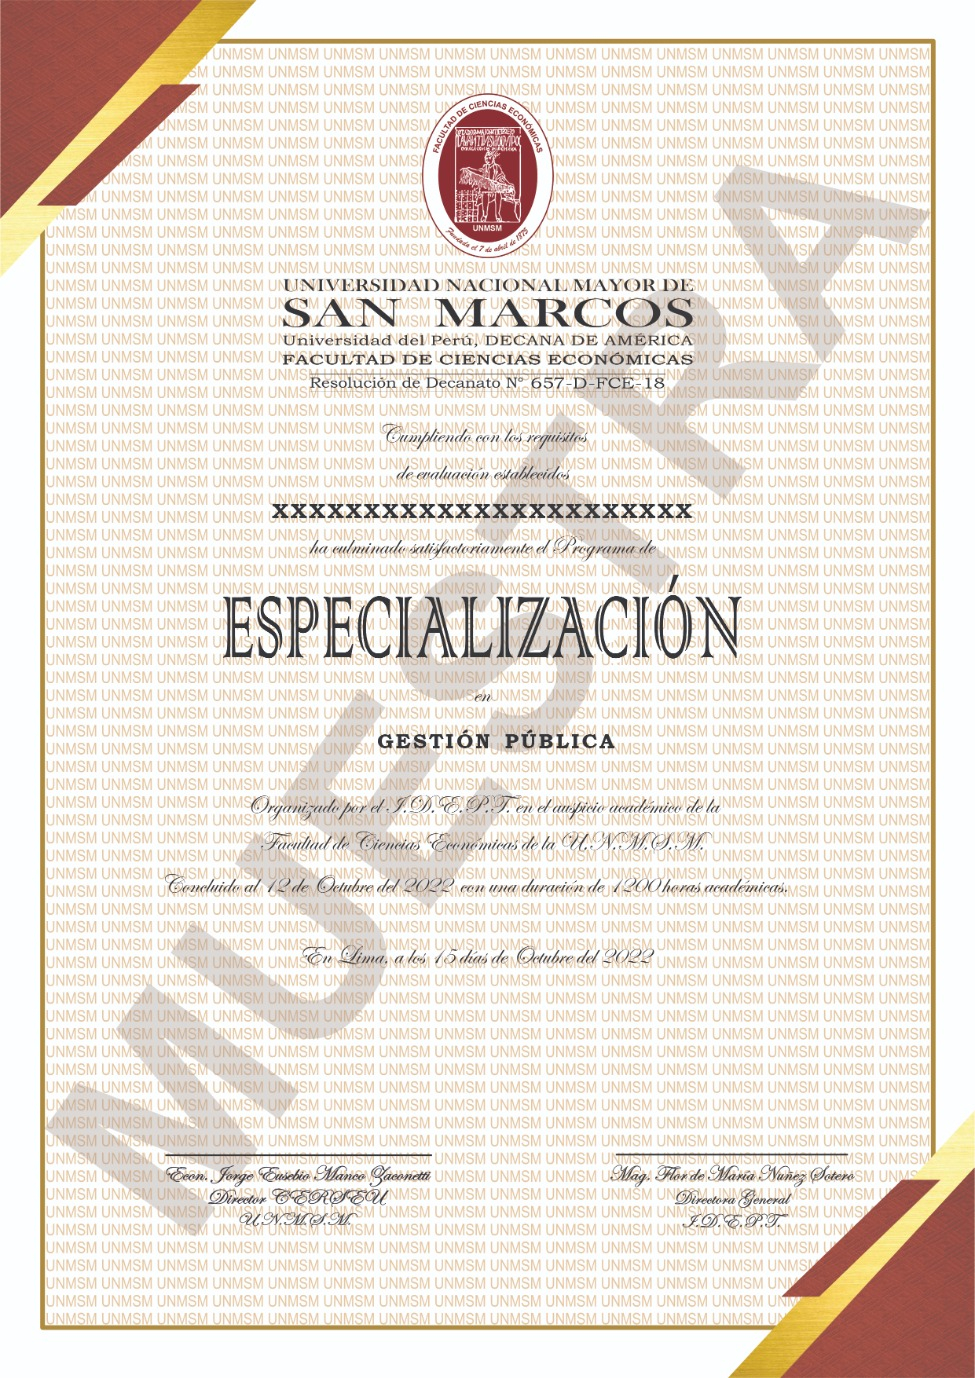 FACULTAD DE CIENCIAS ECONÓMICAS
UNMSM
Fundada el 7 de abril de 1875
UNIVERSIDAD NACIONAL MAYOR DE
SAN MARCOS
Universidad del Perú, DECANA DE AMÉRICA
FACULTAD DE CIENCIAS ECONÓMICAS
Resolución de Decanato N° 657-D-FCE-18
Cumpliendo con los requisitos
de evaluación establecidos
XXXXXXXXXXXXXXXXXXXXXXX
ha culminado satisfactoriamente el Programa de
ESPECIALIZACIÓN
en
GESTIÓN PÚBLICA
Organizado por el I.D.E.P.T. en el auspicio académico de la
Facultad de Ciencias Económicas de la U.N.M.S.M.
Concluido al 12 de Octubre del 2022 con una duración de 1200 horas académicas.
En Lima, a los 15 días de Octubre del 2022
MUESTRA
Econ. Jorge Eusebio Manco Zaconetti
Director CERSEU
U.N.M.S.M.
Mag. Flor de María Nuñez Sotero
Directora General
I.D.E.P.T.